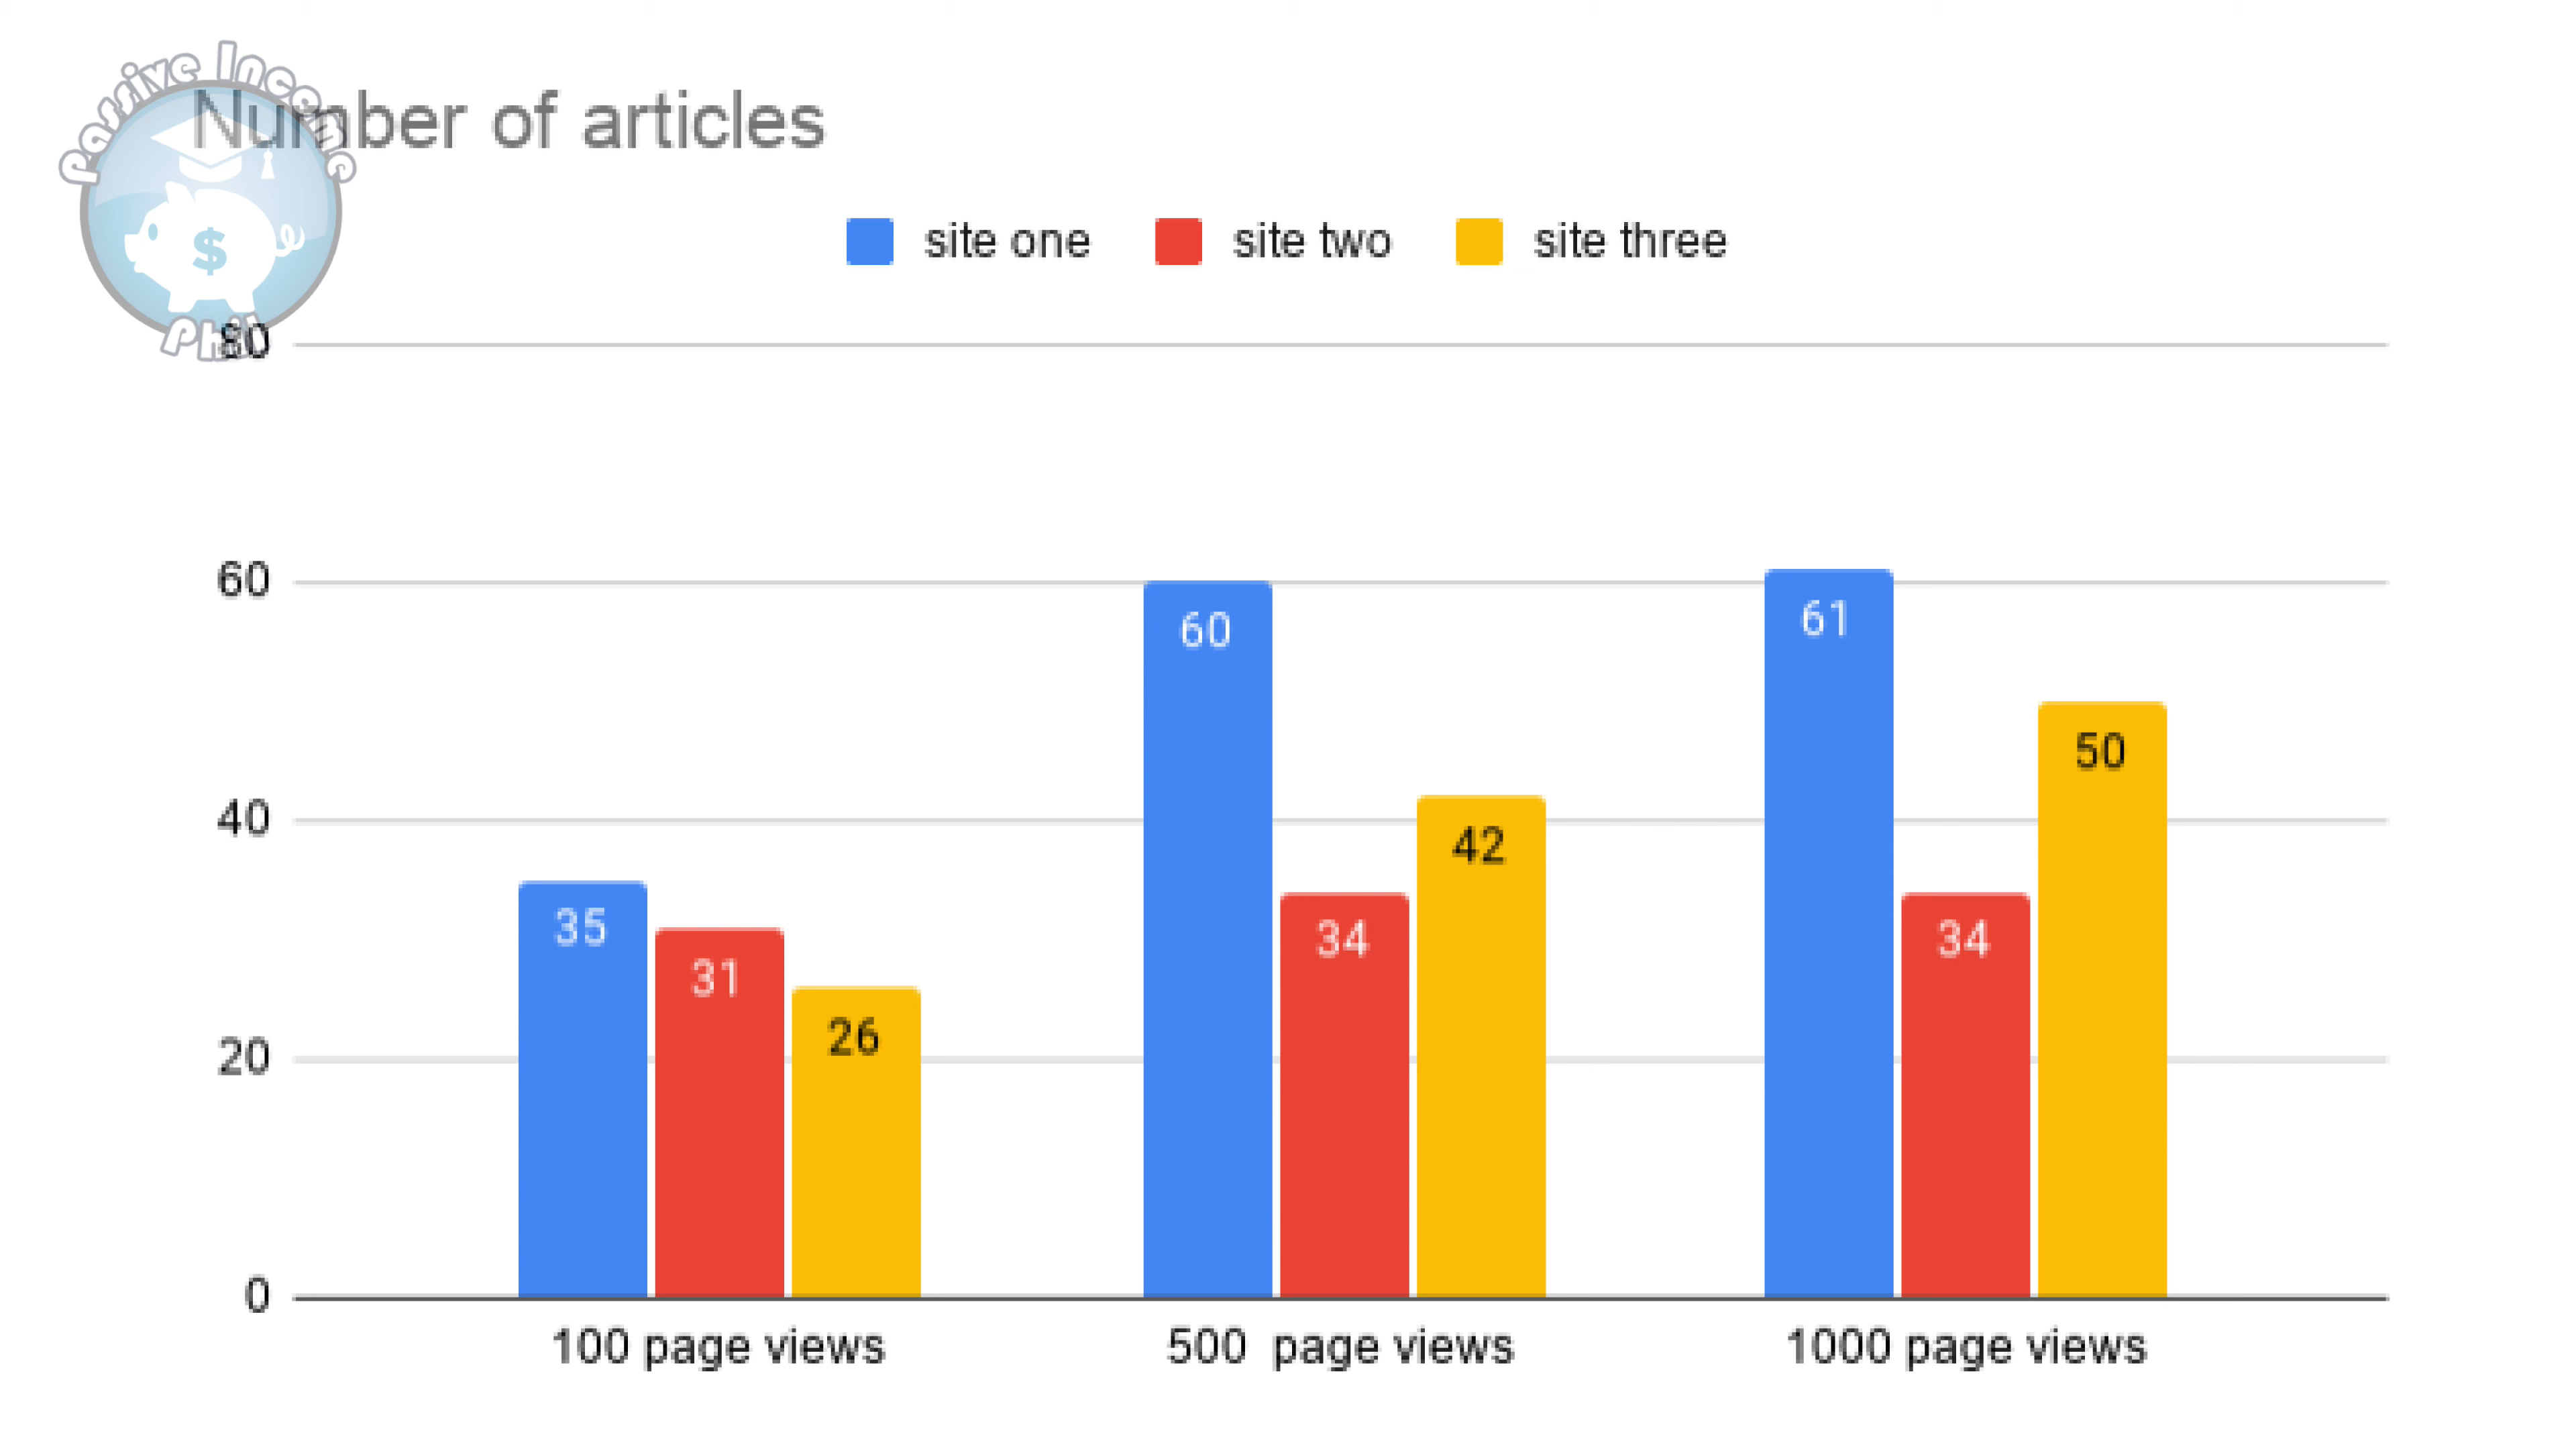 Passive Income
Phil
$
Number of articles
site one site two site three
80
60
40
20
0
35 31 26
60 34 42
61 34 50
100 page views 500 page views 1000 page views